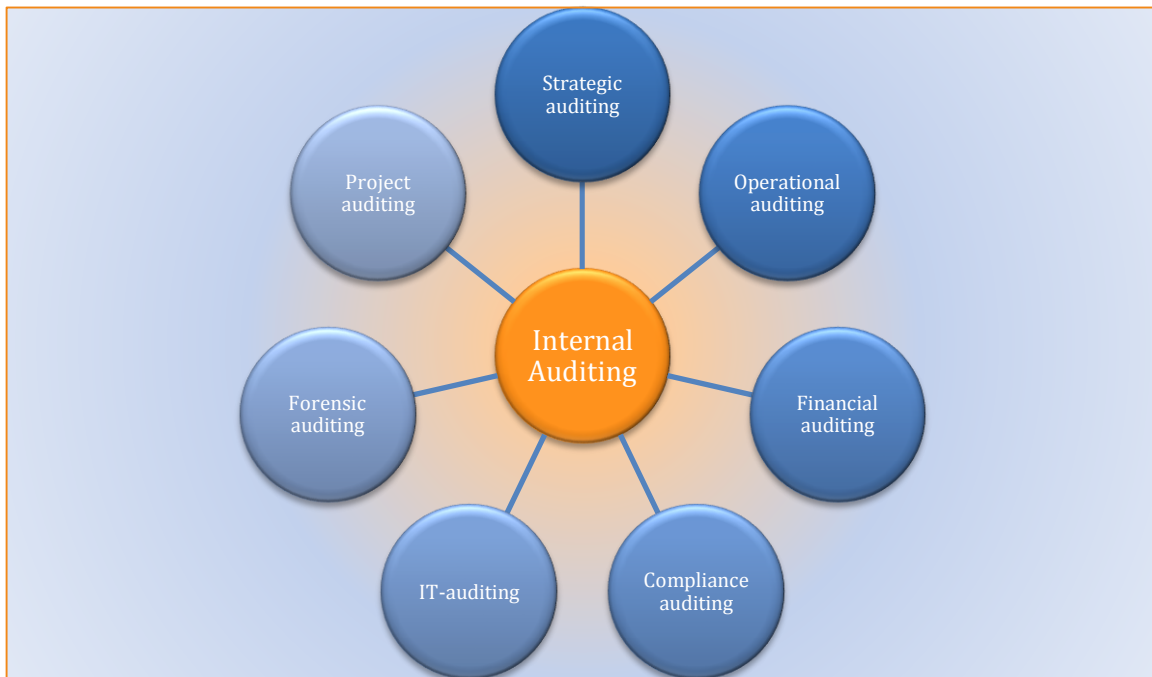 Strategic
auditing
Operational
auditing
Financial
auditing
Compliance
auditing
IT-auditing
Forensic
auditing
Project
auditing
Internal
Auditing